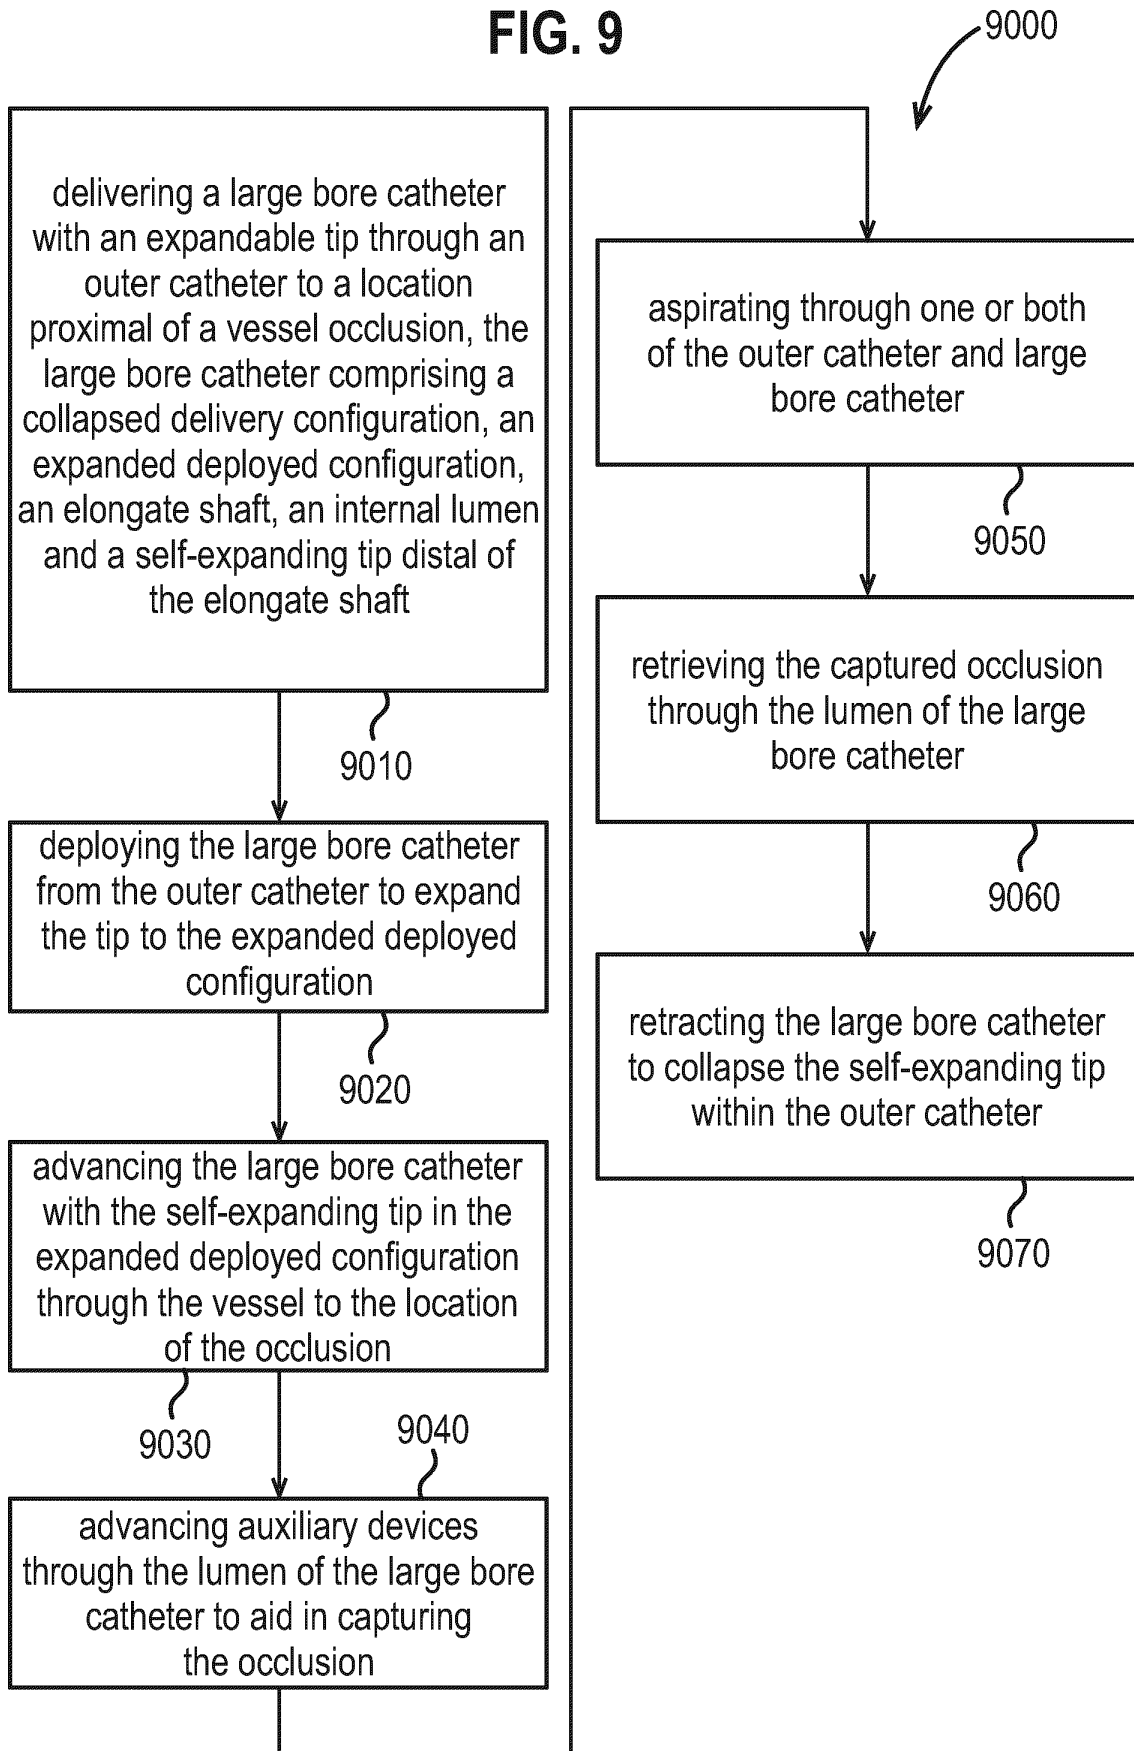 FIG. 9
9000
delivering a large bore catheter
with an expandable tip through an
outer catheter to a location
proximal of a vessel occlusion, the
large bore catheter comprising a
collapsed delivery configuration, an
expanded deployed configuration,
an elongate shaft, an internal lumen
and a self-expanding tip distal of
the elongate shaft
9010
deploying the large bore catheter
from the outer catheter to expand
the tip to the expanded deployed
configuration
9020
advancing the large bore catheter
with the self-expanding tip in the
expanded deployed configuration
through the vessel to the location
of the occlusion
9030
9040
advancing auxiliary devices
through the lumen of the large bore
catheter to aid in capturing
the occlusion
aspirating through one or both
of the outer catheter and large
bore catheter
9050
retrieving the captured occlusion
through the lumen of the large
bore catheter
9060
retracting the large bore catheter
to collapse the self-expanding tip
within the outer catheter
9070